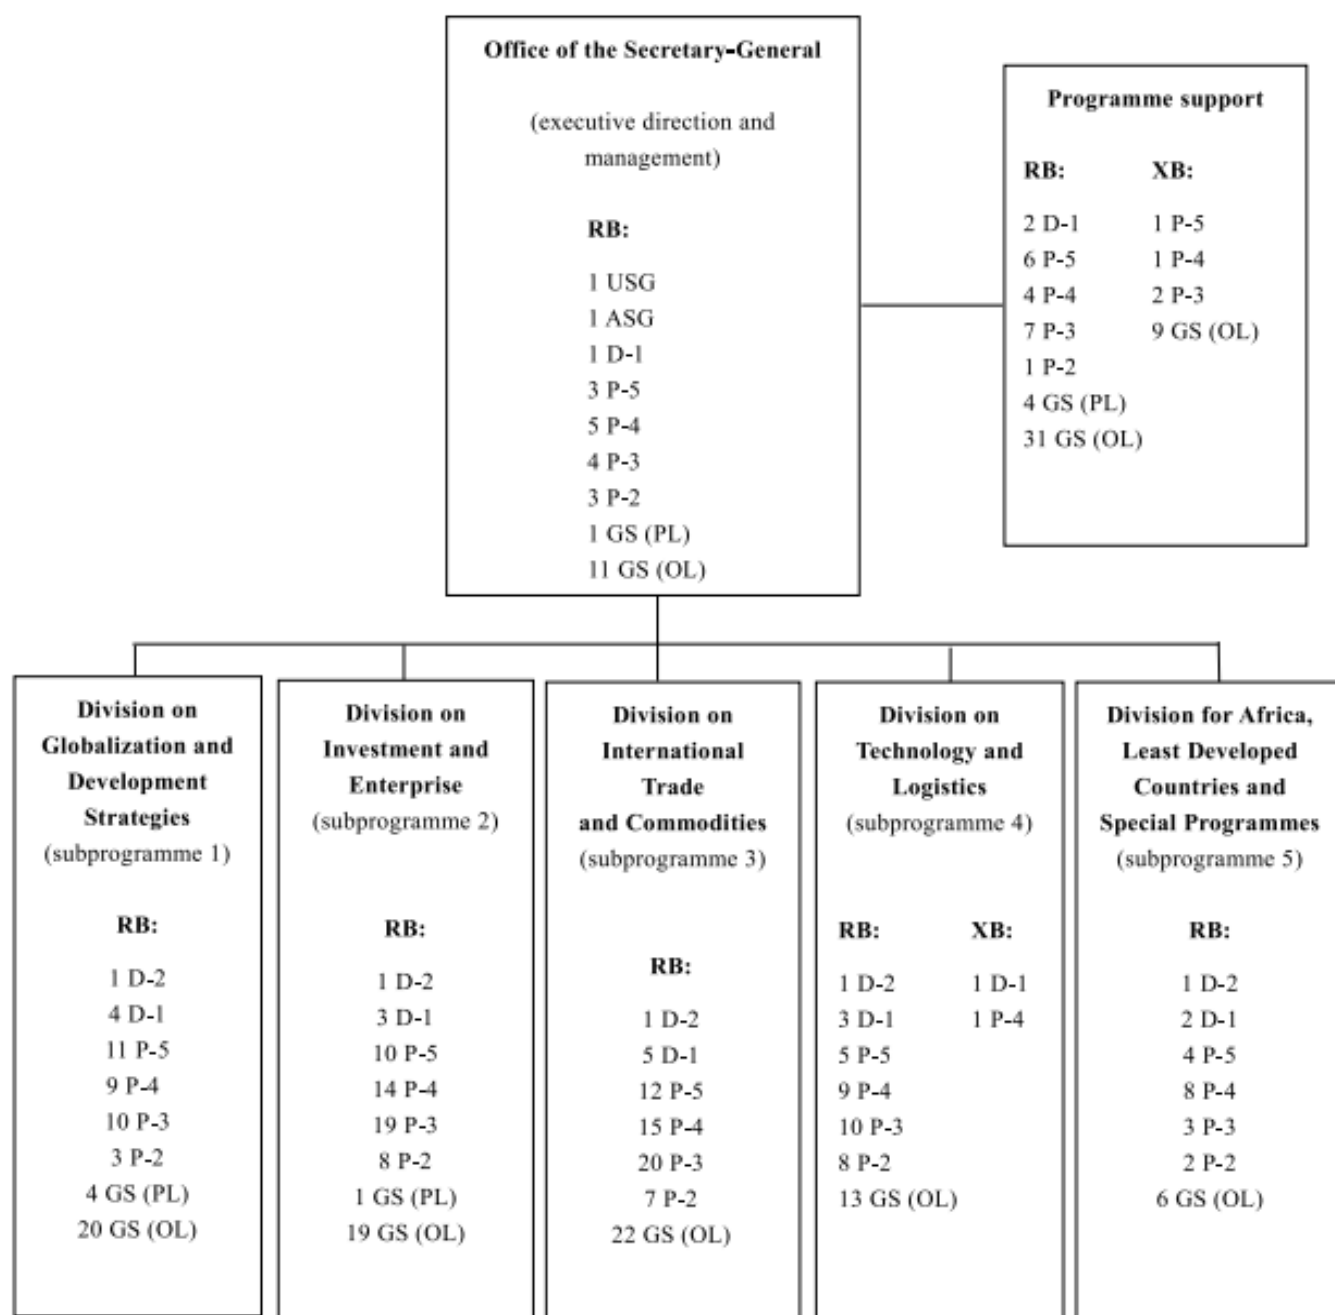 Office of the Secretary-General
(executive direction and
management)
RB:
1 USG
1 ASG
1 D-1
3 P-5
5 P-4
4 P-3
3 P-2
1 GS (PL)
11 GS (OL)
Programme support
RB:
2 D-1
6 P-5
4 P-4
7 P-3
1 P-2
4 GS (PL)
31 GS (OL)
XB:
1 P-5
1 P-4
2 P-3
9 GS (OL)
Division on
Globalization and
Development
Strategies
(subprogramme 1)
RB:
1 D-2
4 D-1
11 P-5
9 P-4
10 P-3
3 P-2
4 GS (PL)
20 GS (OL)
Division on
Investment and
Enterprise
(subprogramme 2)
RB:
1 D-2
3 D-1
10 P-5
14 P-4
19 P-3
8 P-2
1 GS (PL)
19 GS (OL)
Division on
International
Trade
and Commodities
(subprogramme 3)
RB:
1 D-2
5 D-1
12 P-5
15 P-4
20 P-3
7 P-2
22 GS (OL)
Division on
Technology and
Logistics
(subprogramme 4)
RB:
1 D-2
3 D-1
5 P-5
9 P-4
10 P-3
8 P-2
13 GS (OL)
XB:
1 D-1
1 P-4
Division for Africa,
Least Developed
Countries and
Special Programmes
(subprogramme 5)
RB:
1 D-2
2 D-1
4 P-5
8 P-4
3 P-3
2 P-2
6 GS (OL)